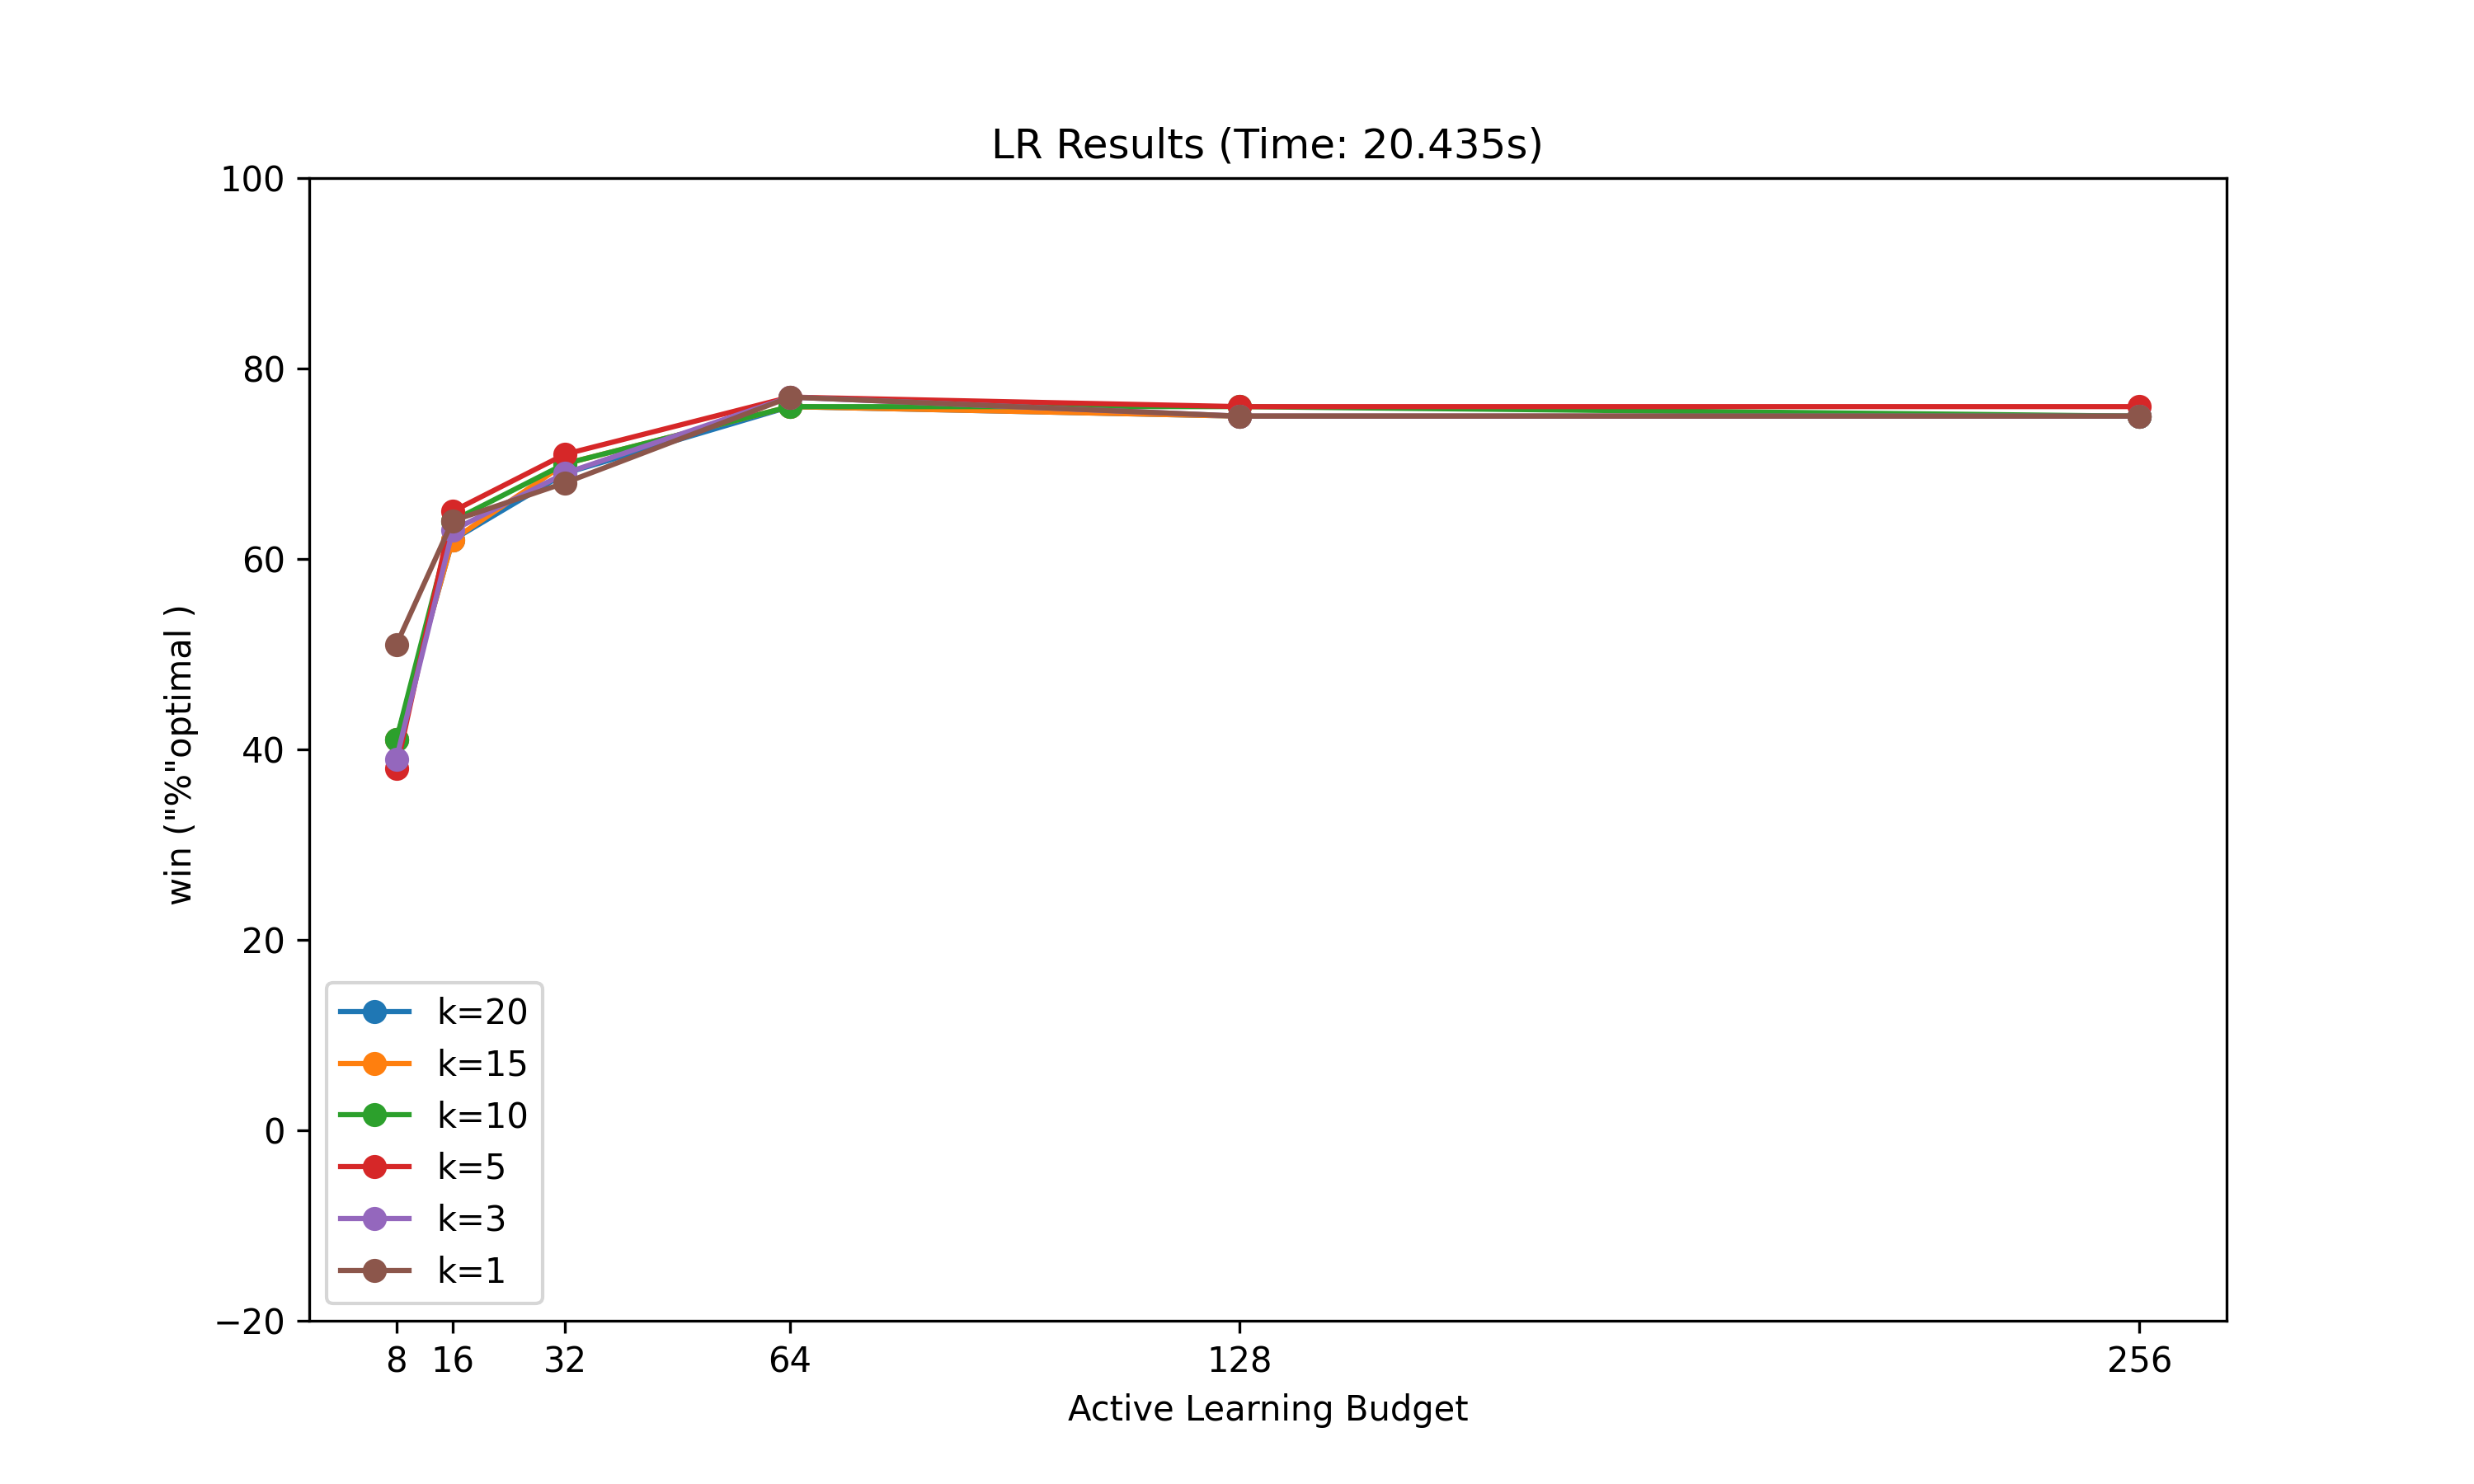 LR Results (Time: 20.435s)
100
80
60
40
20
0
−20
win ("%"optimal )
k=20
k=15
k=10
k=5
k=3
k=1
8 16 32 64 128 256
Active Learning Budget